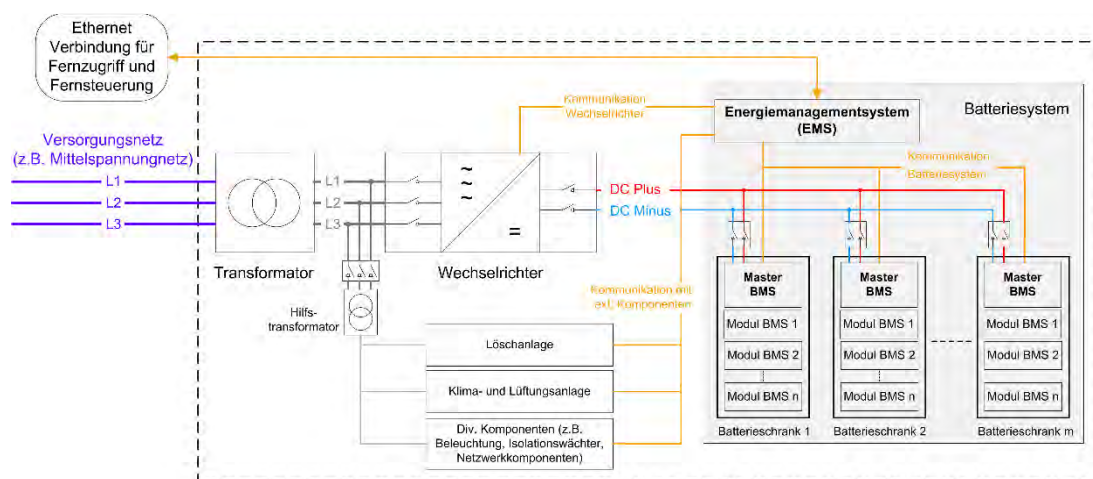 Ethernet
Verbindung für
Fernzugriff und
Fernsteuerung
Versorgungsnetz
(z.B. Mittelspannungnetz)
L1
L2
L3
Transformator
L1
L2
L3
Hilfs-
transformator
~
~
~
=
Wechselrichter
Kommunikation
Wechselrichter
DC Plus
DC Minus
Kommunikation mit
ext. Komponenten
Löschanlage
Klima- und Lüftungsanlage
Div. Komponenten (z.B.
Beleuchtung, Isolationswächter,
Netzwerkkomponenten)
Energiemanagementsystem
(EMS)
Batteriesystem
Kommunikation
Batteriesystem
Master
BMS
Modul BMS 1
Modul BMS 2
Modul BMS n
Batterieschrank 1
Master
BMS
Modul BMS 1
Modul BMS 2
Modul BMS n
Batterieschrank 2
Master
BMS
Modul BMS 1
Modul BMS 2
Modul BMS n
Batterieschrank m